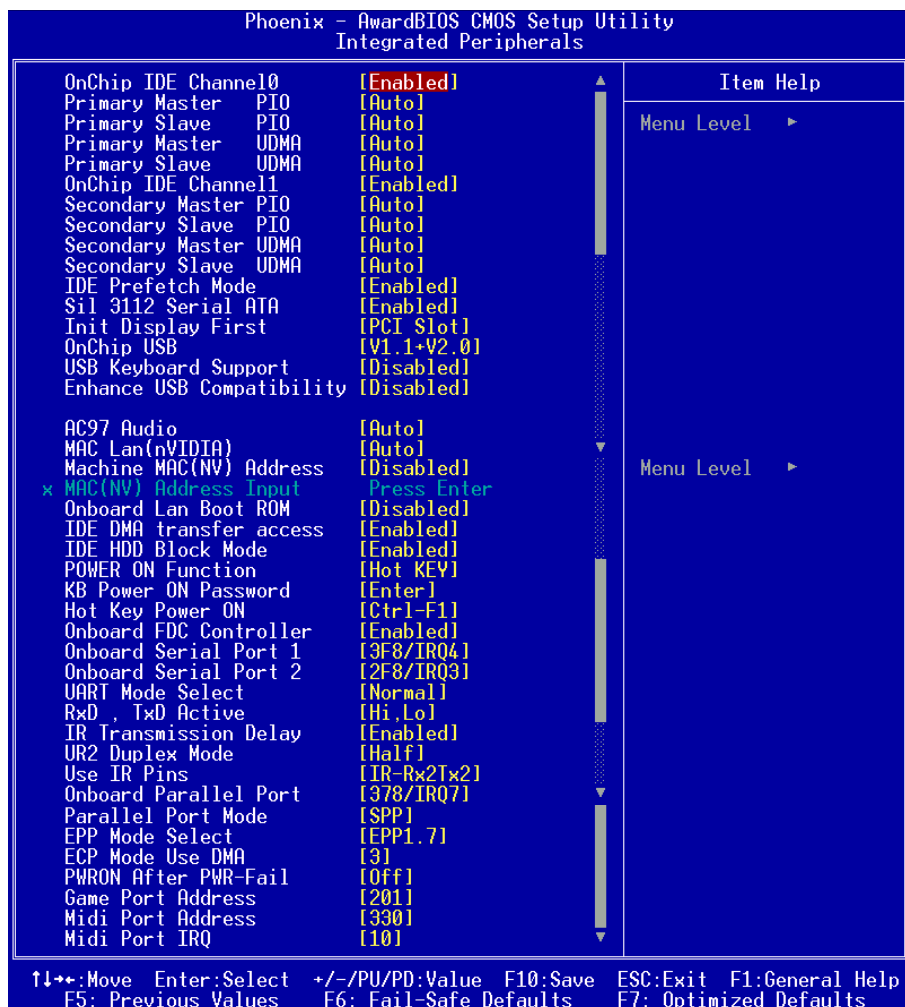 Phoenix - AwardBIOS CMOS Setup Utility
Integrated Peripherals
OnChip IDE Channel0 [Enabled]
Item Help
Primary Master PIO [Auto]
Primary Slave PIO [Auto]
Menu Level ►
Primary Master UDMA [Auto]
Primary Slave UDMA [Auto]
OnChip IDE Channel1 [Enabled]
Secondary Master PIO [Auto]
Secondary Slave PIO [Auto]
Secondary Master UDMA [Auto]
Secondary Slave UDMA [Auto]
IDE Prefetch Mode [Enabled]
Sil 3112 Serial ATA [Enabled]
Init Display First [PCI Slot]
OnChip USB [V1.1+V2.0]
USB Keyboard Support [Disabled]
Enhance USB Compatibility [Disabled]
AC97 Audio [Auto]
MAC Lan(nVIDIA) [Auto]
Machine MAC(NV) Address [Disabled]
Menu Level ►
x MAC(NV) Address Input Press Enter
Onboard Lan Boot ROM [Disabled]
IDE DMA transfer access [Enabled]
IDE HDD Block Mode [Enabled]
POWER ON Function [Hot KEY]
KB Power ON Password [Enter]
Hot Key Power ON [Ctrl-F1]
Onboard FDC Controller [Enabled]
Onboard Serial Port 1 [3F8/IRQ4]
Onboard Serial Port 2 [2F8/IRQ3]
UART Mode Select [Normal]
RxD , TxD Active [Hi,Lo]
IR Transmission Delay [Enabled]
UR2 Duplex Mode [Half]
Use IR Pins [IR-Rx2Tx2]
Onboard Parallel Port [378/IRQ7]
Parallel Port Mode [SPP]
EPP Mode Select [EPP1.7]
ECP Mode Use DMA [3]
PWRON After PWR-Fail [Off]
Game Port Address [201]
Midi Port Address [330]
Midi Port IRQ [10]
↑↓→←:Move Enter:Select +/-/PU/PD:Value F10:Save ESC:Exit F1:General Help
F5: Previous Values F6: Fail-Safe Defaults F7: Optimized Defaults